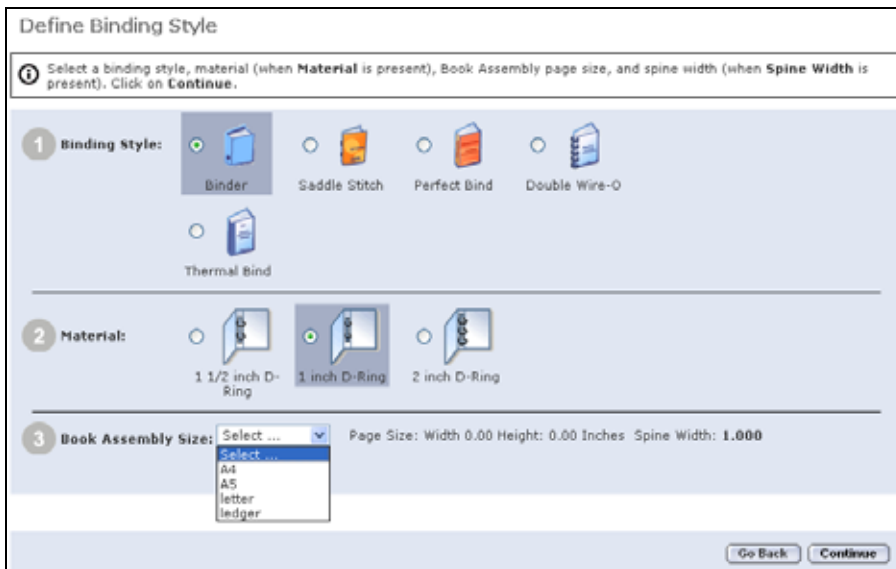 Define Binding Style
Select a binding style, material (when Material is present), Book Assembly page size, and spine width (when Spine Width is
present). Click on Continue.
1 Binding Style:
Binder
Saddle Stitch
Perfect Bind
Double Wire-O
Thermal Bind
2 Material:
1 1/2 inch D-
Ring
1 inch D-Ring
2 inch D-Ring
3 Book Assembly Size: Select ... Page Size: Width 0.00 Height: 0.00 Inches Spine Width: 1.000
Select ...
A4
A5
letter
ledger
Go Back Continue